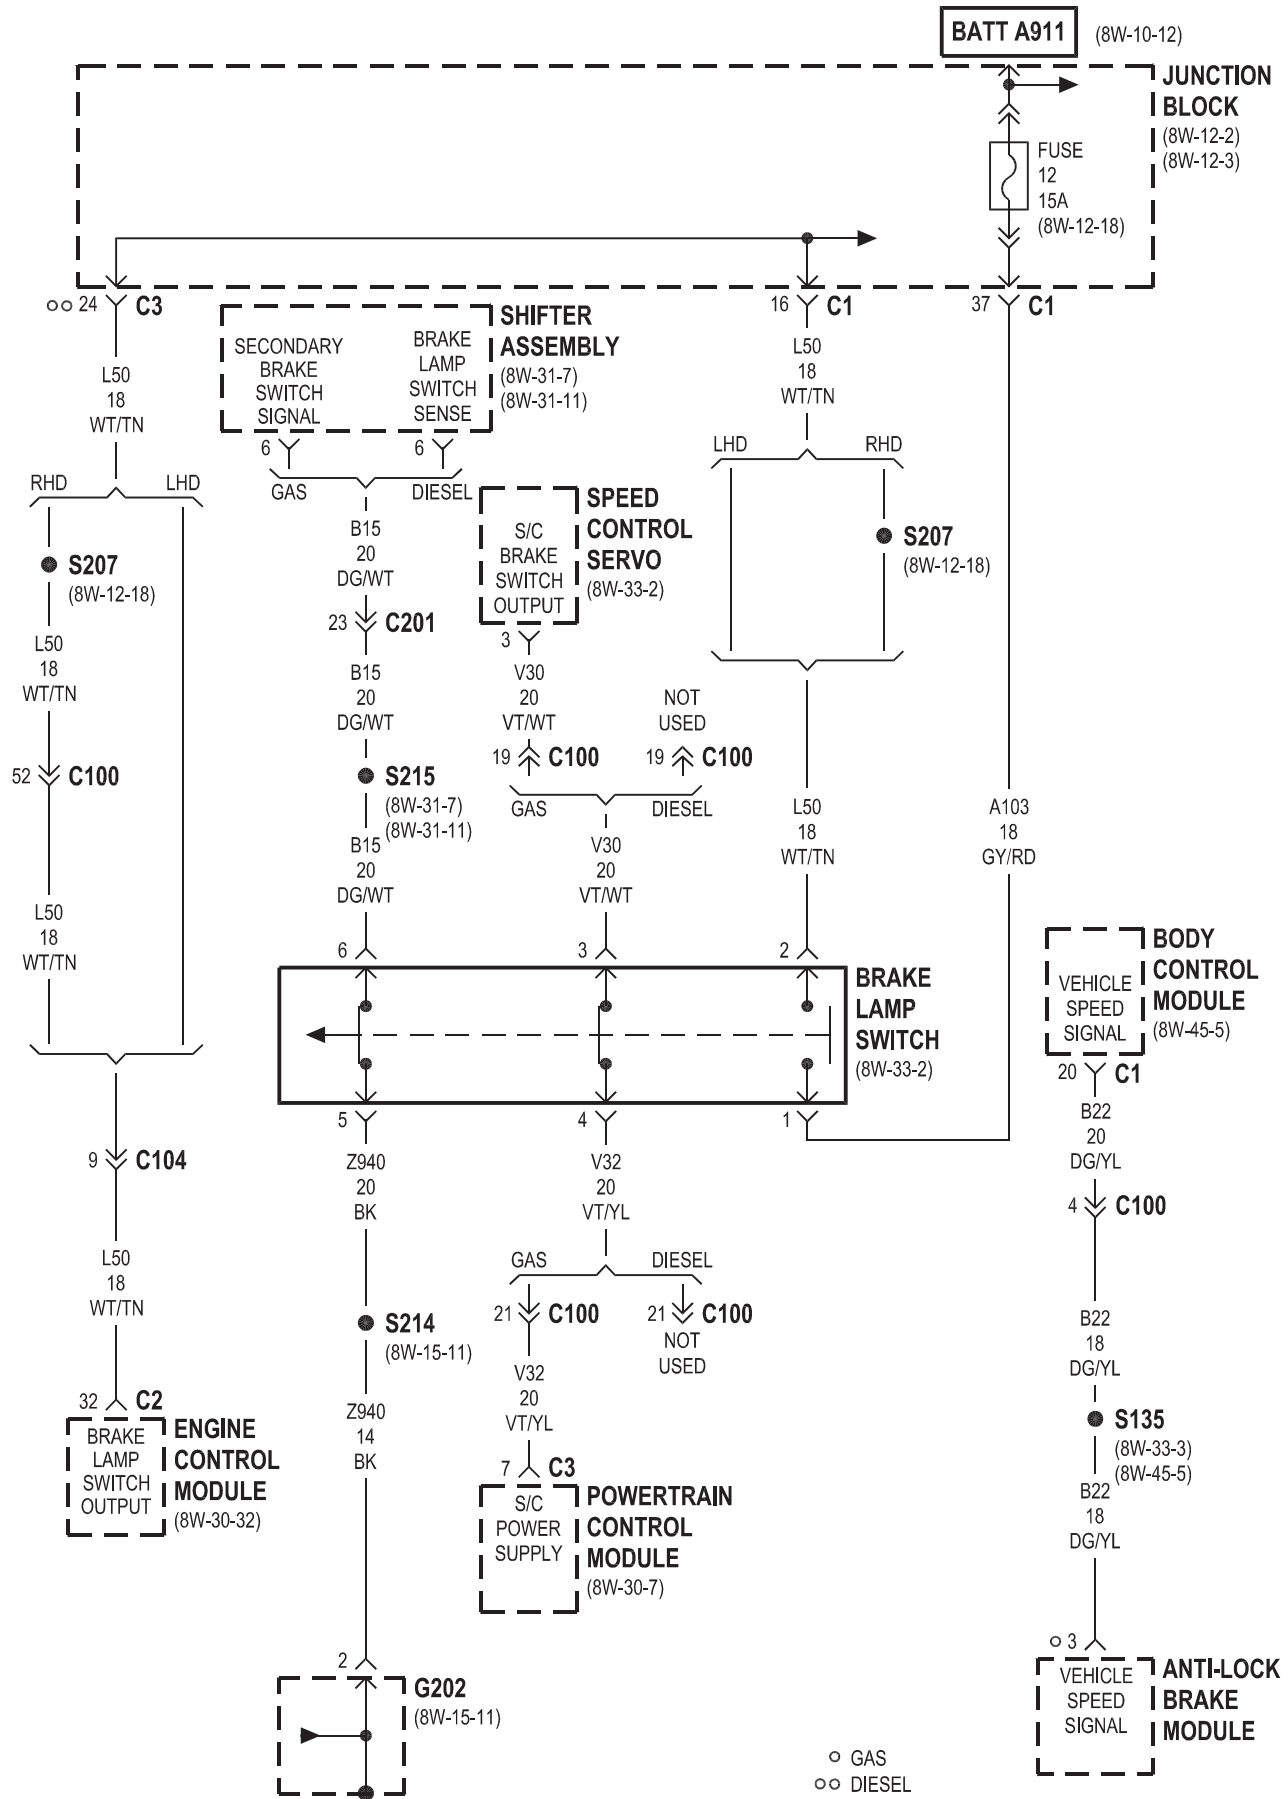 BATT A911
(8W-10-12)
JUNCTION
BLOCK
(8W-12-2)
(8W-12-3)
FUSE
12
15A
(8W-12-18)
24
C3
16
C1
37
C1
SHIFTER
ASSEMBLY
(8W-31-7)
(8W-31-11)
SECONDARY
BRAKE
SWITCH
SIGNAL
BRAKE
LAMP
SWITCH
SENSE
L50
18
WT/TN
L50
18
WT/TN
6
6
GAS
DIESEL
RHD
LHD
LHD
RHD
S207
(8W-12-18)
B15
20
DG/WT
SPEED
CONTROL
SERVO
(8W-33-2)
S/C
BRAKE
SWITCH
OUTPUT
S207
(8W-12-18)
23
C201
3
L50
18
WT/TN
B15
20
DG/WT
V30
20
VT/WT
NOT
USED
52
C100
S215
(8W-31-7)
(8W-31-11)
19
C100
19
C100
GAS
DIESEL
L50
18
WT/TN
A103
18
GY/RD
B15
20
DG/WT
V30
20
VT/WT
L50
18
WT/TN
6
3
2
BRAKE
LAMP
SWITCH
(8W-33-2)
BODY
CONTROL
MODULE
(8W-45-5)
VEHICLE
SPEED
SIGNAL
20
C1
5
4
1
B22
20
DG/YL
9
C104
Z940
20
BK
V32
20
VT/YL
4
C100
GAS
DIESEL
L50
18
WT/TN
S214
(8W-15-11)
21
C100
21
C100
NOT
USED
B22
18
DG/YL
V32
20
VT/YL
32
C2
ENGINE
CONTROL
MODULE
(8W-30-32)
BRAKE
LAMP
SWITCH
OUTPUT
Z940
14
BK
7
C3
POWERTRAIN
CONTROL
MODULE
(8W-30-7)
S/C
POWER
SUPPLY
S135
(8W-33-3)
(8W-45-5)
B22
18
DG/YL
2
G202
(8W-15-11)
3
ANTI-LOCK
BRAKE
MODULE
VEHICLE
SPEED
SIGNAL
GAS
DIESEL